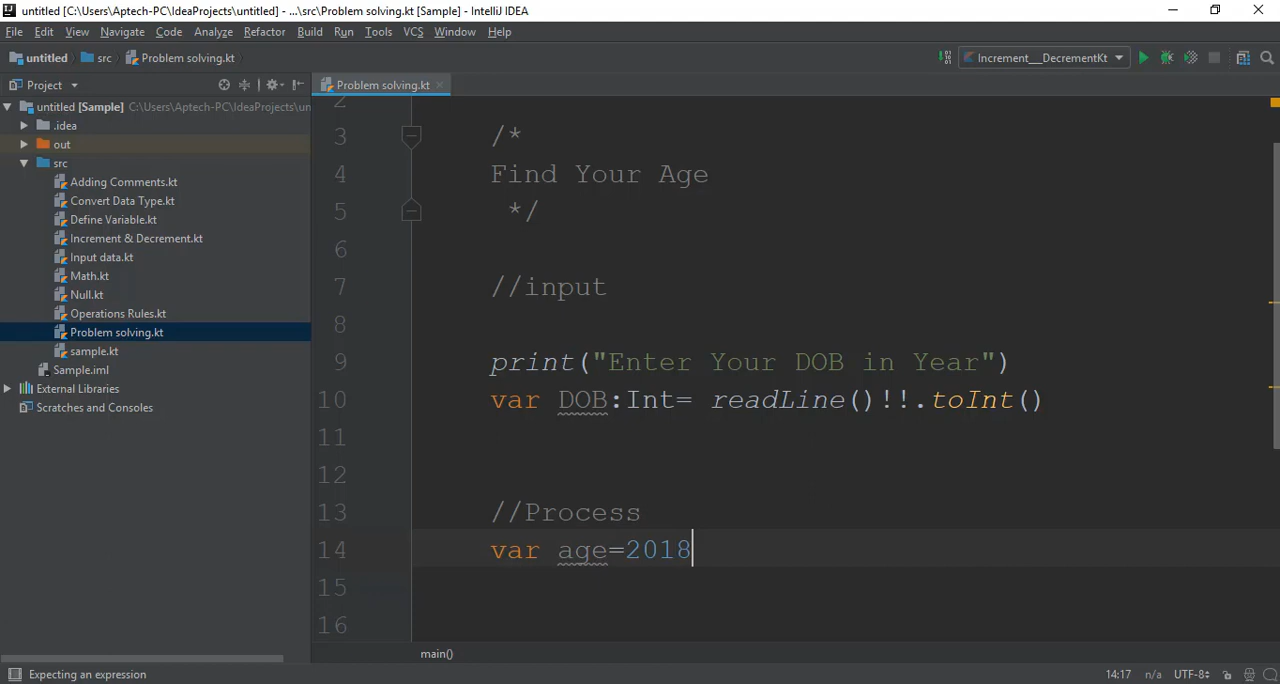 untitled [C:\Users\Aptech-PC\IdeaProjects\untitled] - ...\src\Problem solving.kt [Sample] - IntelliJ IDEA
File Edit View Navigate Code Analyze Refactor Build Run Tools VCS Window Help
untitled src Problem solving.kt Increment__DecrementKt
Project Problem solving.kt
untitled [Sample] C:\Users\Aptech-PC\IdeaProjects\un
.idea
out
src
Adding Comments.kt
Convert Data Type.kt
Define Variable.kt
Increment & Decrement.kt
Input data.kt
Math.kt
Null.kt
Operations Rules.kt
Problem solving.kt
sample.kt
Sample.iml
External Libraries
Scratches and Consoles
2
3 /*
4 Find Your Age
5 */
6
7 //input
8
9 print("Enter Your DOB in Year")
10 var DOB:Int= readLine()!!.toInt()
11
12
13 //Process
14 var age=2018
15
16
main()
Expecting an expression 14:17 n/a UTF-8